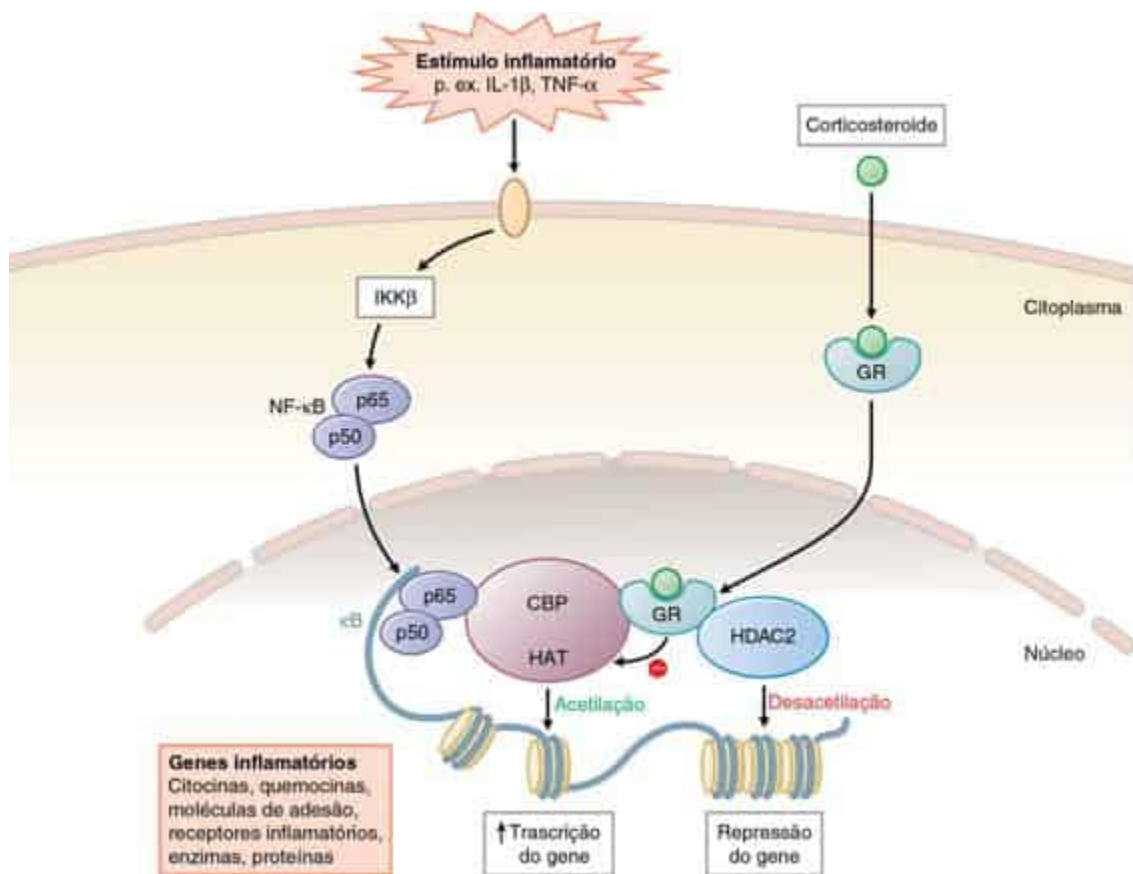 Estímulo inflamatório
p. ex. IL-1β, TNF-α
Corticosteroide
IKKβ
Citoplasma
GR
NF-κB
p65
p50
κB
p65
p50
CBP
HAT
GR
HDAC2
Núcleo
Acetilação
Desacetilação
Genes inflamatórios
Citocinas, quemocinas,
moléculas de adesão,
receptores inflamatórios,
enzimas, proteínas
↑Trascrição
do gene
Repressão
do gene